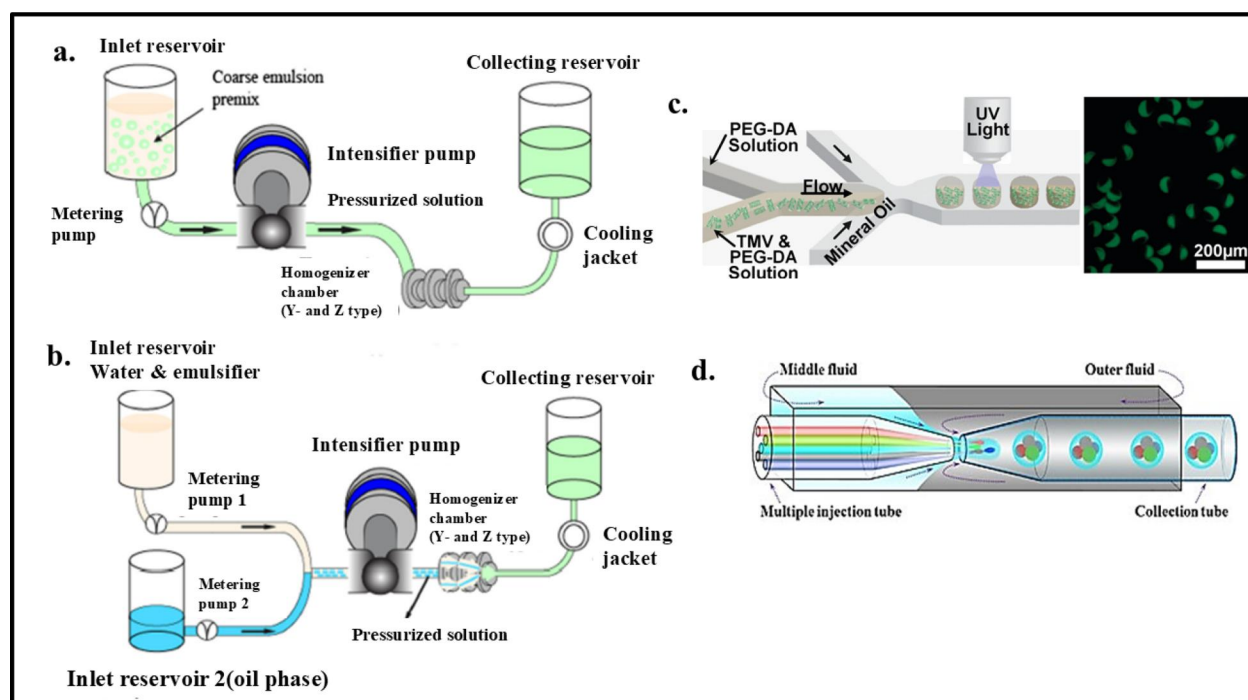 a.
Inlet reservoir
Coarse emulsion
premix
Metering
pump
Intensifier pump
Pressurized solution
Homogenizer
chamber
(Y- and Z type)
Collecting reservoir
Cooling
jacket
b.
Inlet reservoir
Water & emulsifier
Metering
pump 1
Metering
pump 2
Inlet reservoir 2(oil phase)
Intensifier pump
Pressurized solution
Homogenizer
chamber
(Y- and Z type)
Collecting reservoir
Cooling
jacket
c.
PEG-DA
Solution
TMV &
PEG-DA
Solution
Flow
Mineral Oil
UV
Light
200µm
d.
Middle fluid
Outer fluid
Multiple injection tube
Collection tube